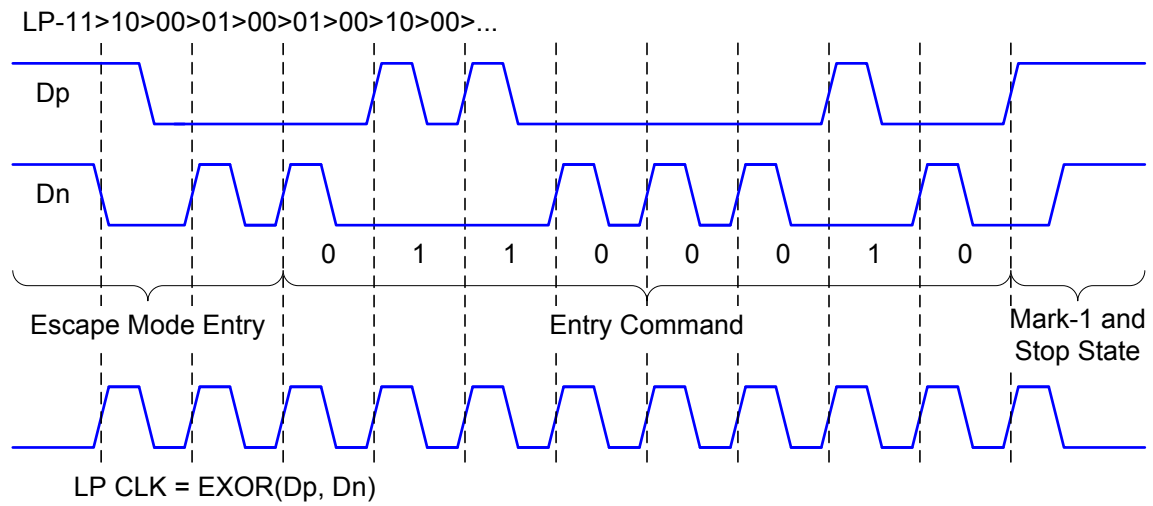 LP-11>10>00>01>00>01>00>10>00>...
Dp
Dn
0 1 1 0 0 0 1 0
Escape Mode Entry
Entry Command
Mark-1 and
Stop State
LP CLK = EXOR(Dp, Dn)